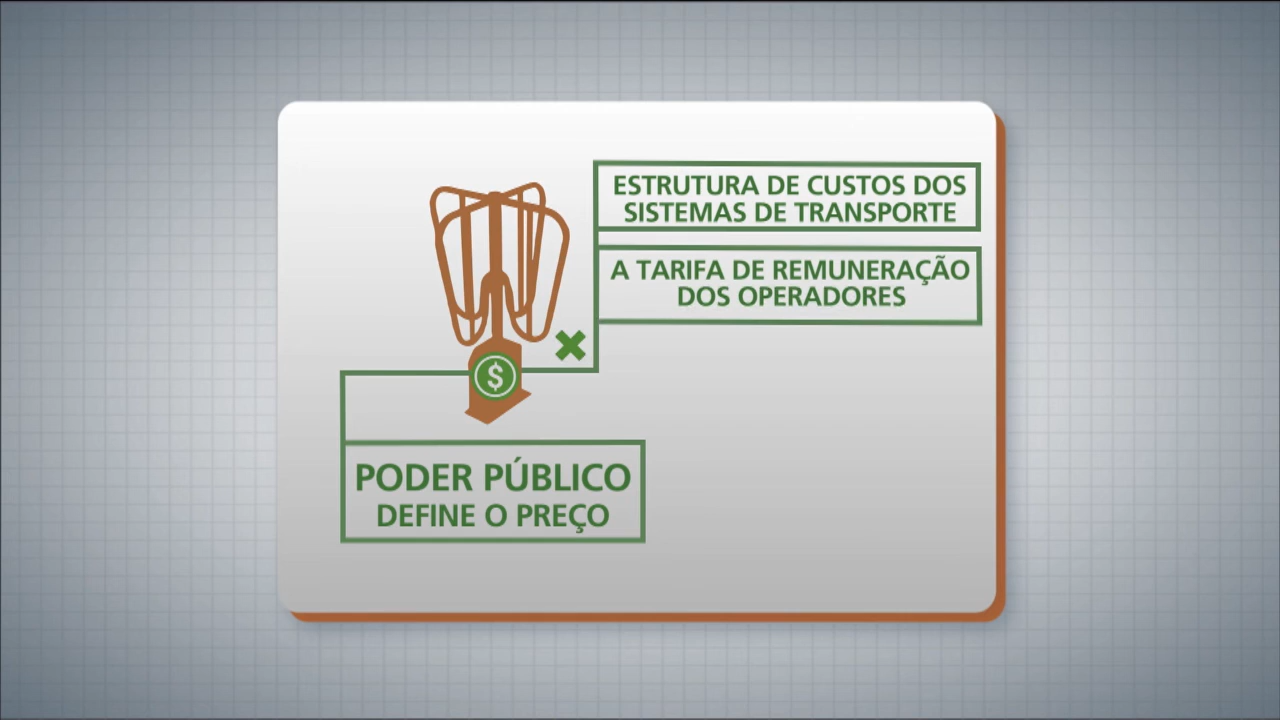 ESTRUTURA DE CUSTOS DOS
SISTEMAS DE TRANSPORTE
A TARIFA DE REMUNERAÇÃO
DOS OPERADORES
$
PODER PÚBLICO
DEFINE O PREÇO